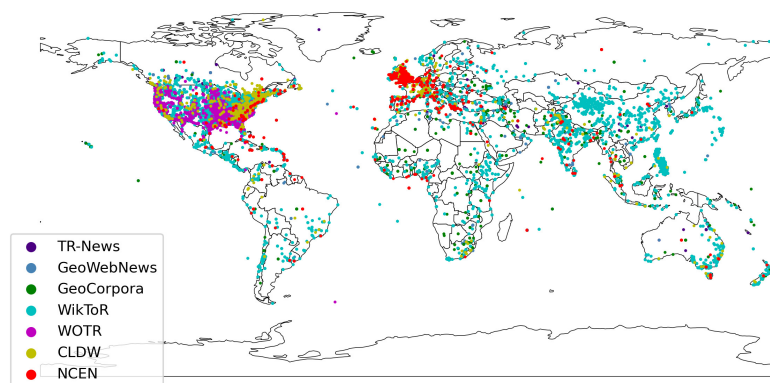 TR-News
GeoWebNews
GeoCorpora
WikToR
WOTR
CLDW
NCEN